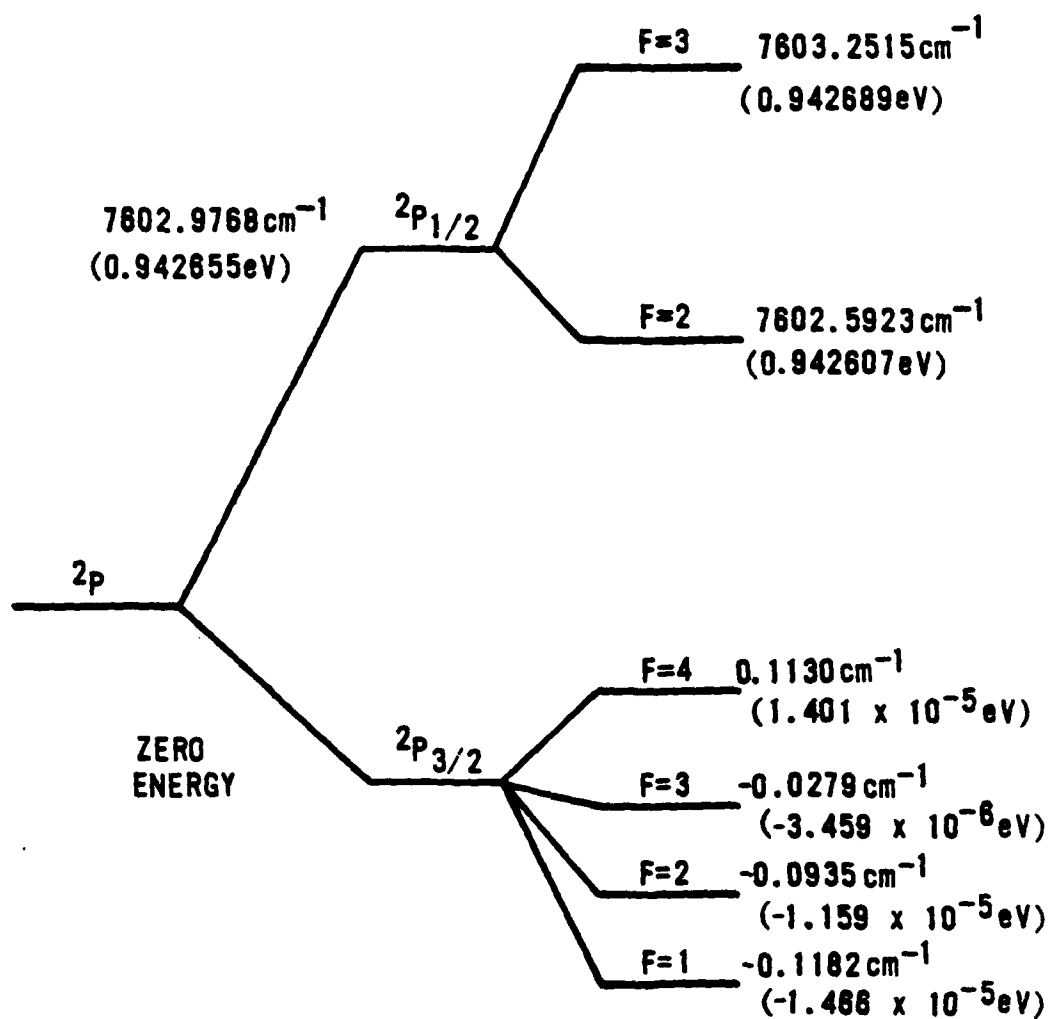 F=3 7603.2515cm⁻¹
(0.942689eV)
7602.9768cm⁻¹ ²P₁/₂
(0.942655eV)
F=2 7602.5923cm⁻¹
(0.942607eV)
²P
F=4 0.1130cm⁻¹
(1.401 x 10⁻⁵eV)
ZERO
ENERGY
²P₃/₂
F=3 -0.0279cm⁻¹
(-3.459 x 10⁻⁶eV)
F=2 -0.0935cm⁻¹
(-1.159 x 10⁻⁵eV)
F=1 -0.1182cm⁻¹
(-1.466 x 10⁻⁵eV)